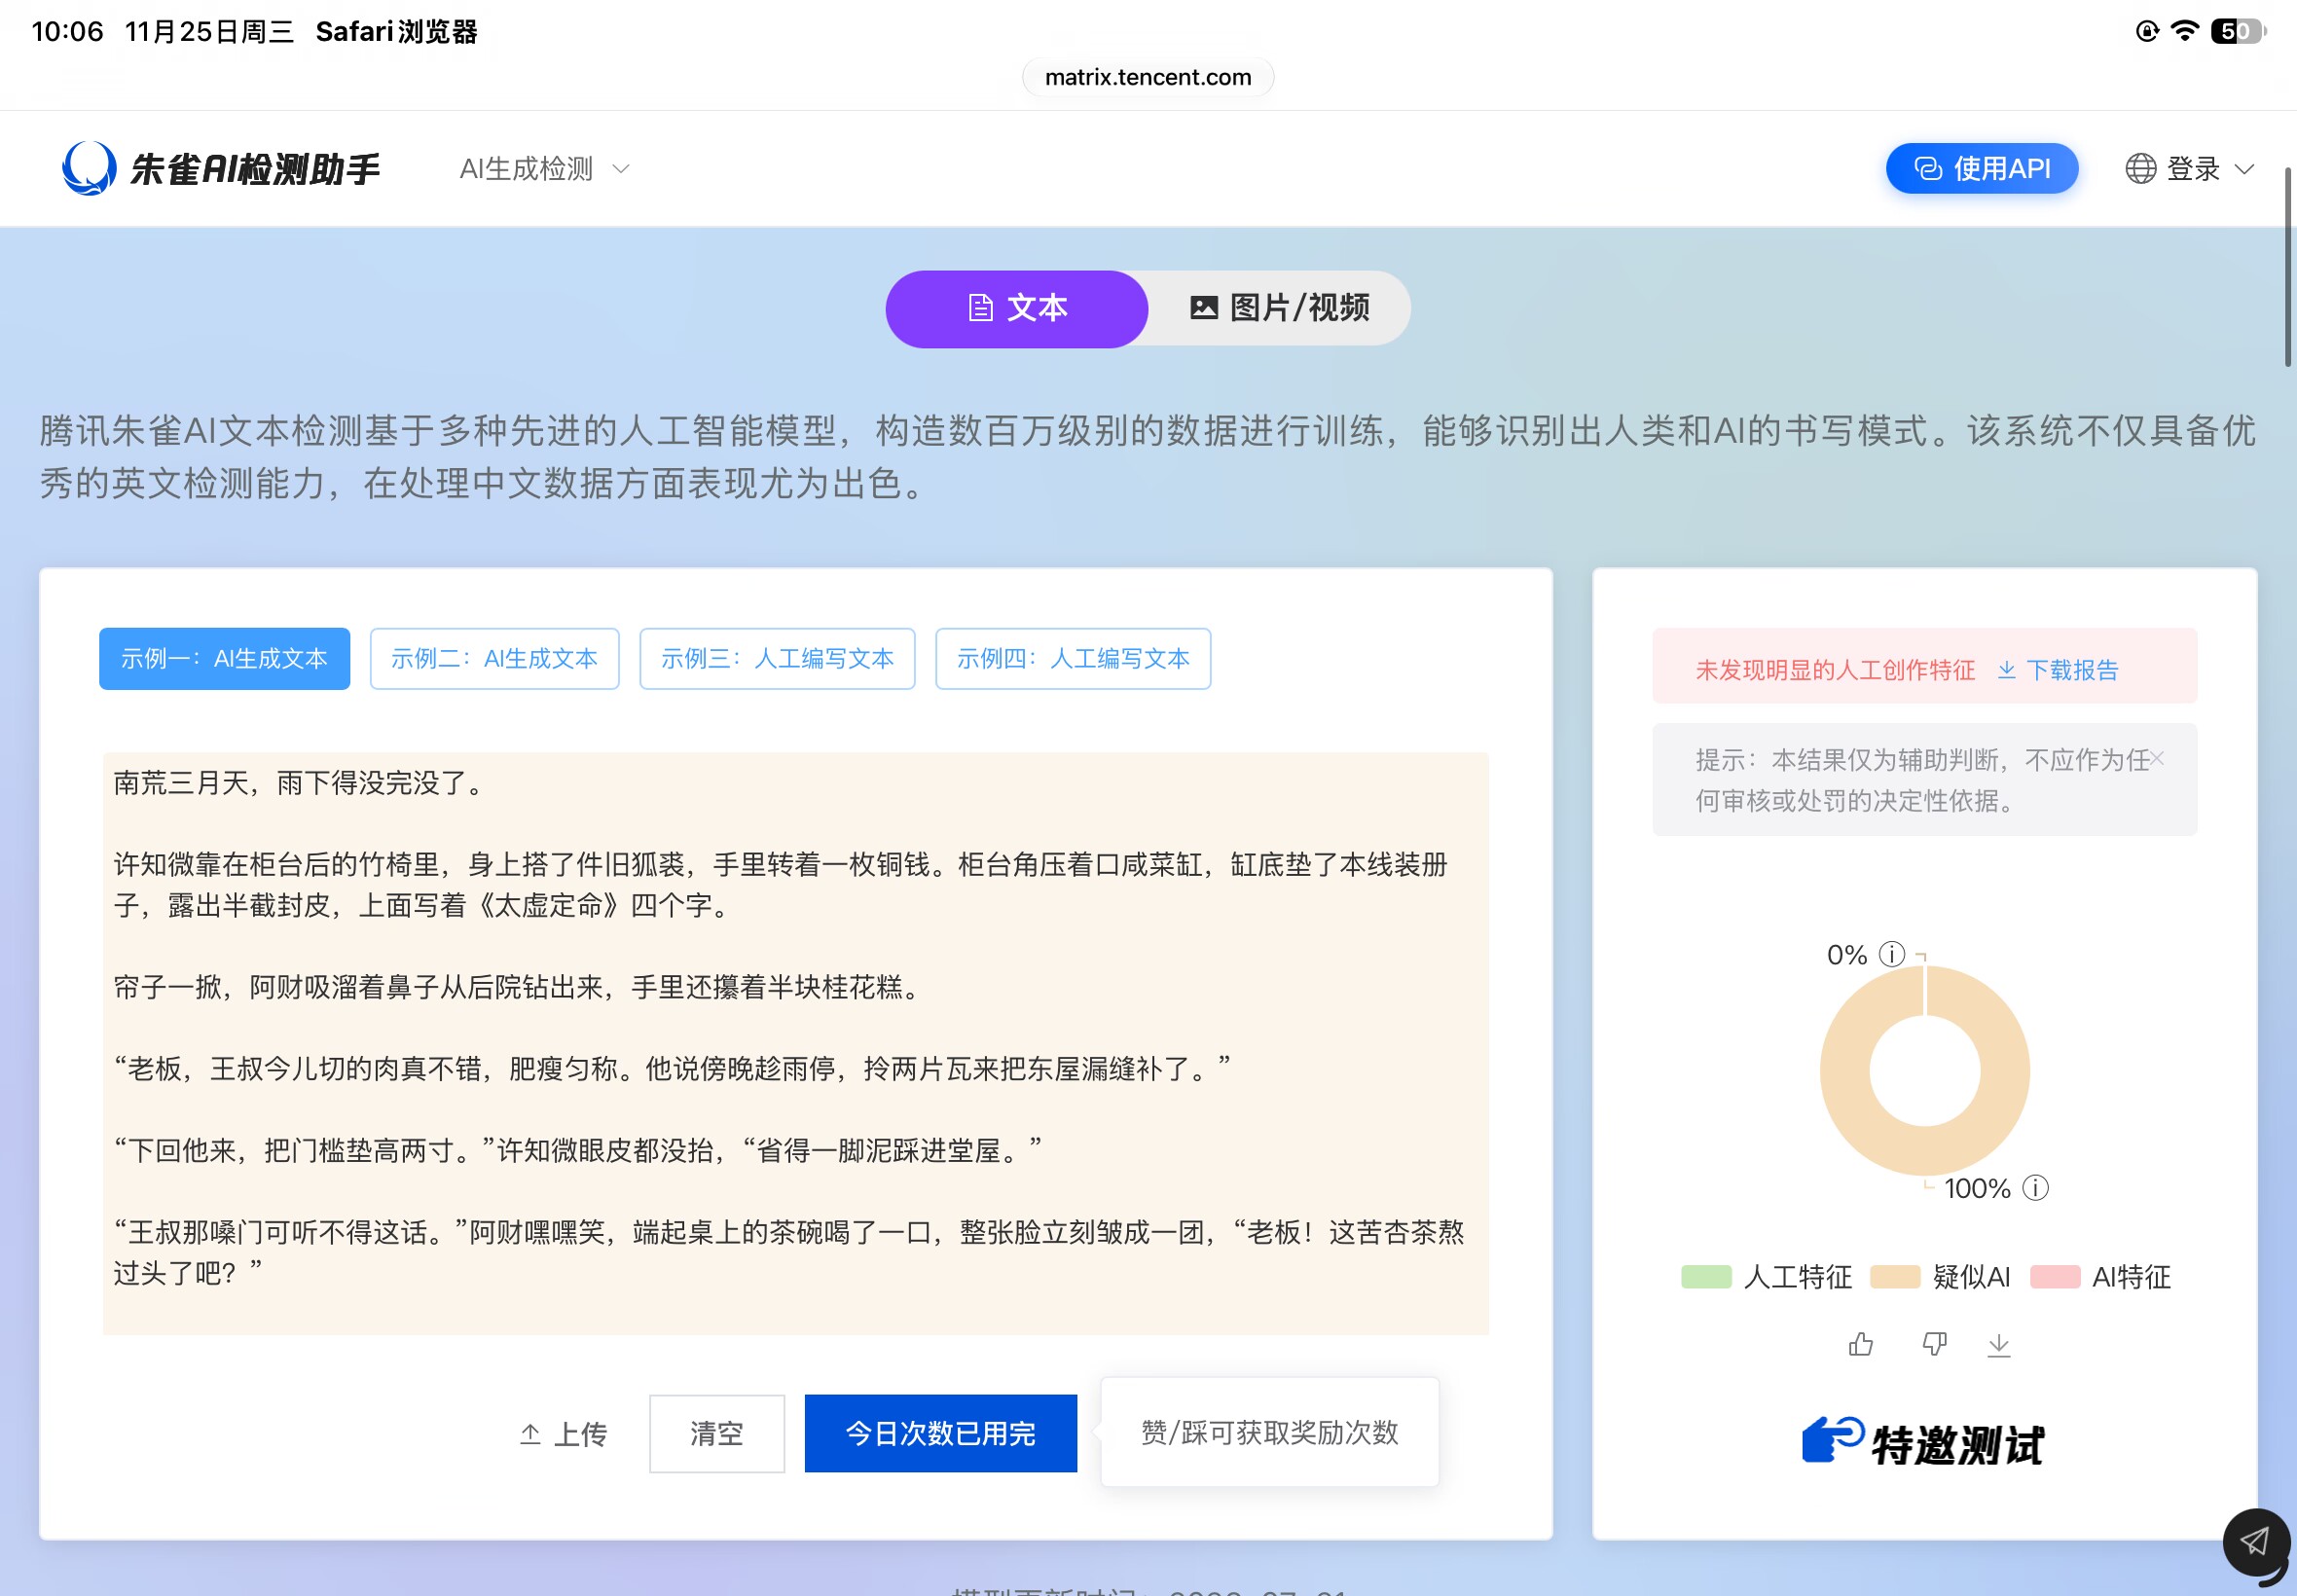 10:06 11月25日周三 Safari浏览器
50
matrix.tencent.com
朱雀AI检测助手
AI生成检测
使用API
登录
文本
图片/视频
腾讯朱雀AI文本检测基于多种先进的人工智能模型，构造数百万级别的数据进行训练，能够识别出人类和AI的书写模式。该系统不仅具备优
秀的英文检测能力，在处理中文数据方面表现尤为出色。
示例一：AI生成文本
示例二：AI生成文本
示例三：人工编写文本
示例四：人工编写文本
南荒三月天，雨下得没完没了。
许知微靠在柜台后的竹椅里，身上搭了件旧狐裘，手里转着一枚铜钱。柜台角压着口咸菜缸，缸底垫了本线装册
子，露出半截封皮，上面写着《太虚定命》四个字。
帘子一掀，阿财吸溜着鼻子从后院钻出来，手里还攥着半块桂花糕。
“老板，王叔今儿切的肉真不错，肥瘦匀称。他说傍晚趁雨停，拎两片瓦来把东屋漏缝补了。”
“下回他来，把门槛垫高两寸。”许知微眼皮都没抬，“省得一脚泥踩进堂屋。”
“王叔那嗓门可听不得这话。”阿财嘿嘿笑，端起桌上的茶碗喝了一口，整张脸立刻皱成一团，“老板！这苦杏茶熬
过头了吧？”
上传
清空
今日次数已用完
赞/踩可获取奖励次数
未发现明显的人工创作特征 下载报告
提示：本结果仅为辅助判断，不应作为任
何审核或处罚的决定性依据。
0%
100%
人工特征 疑似AI AI特征
特邀测试